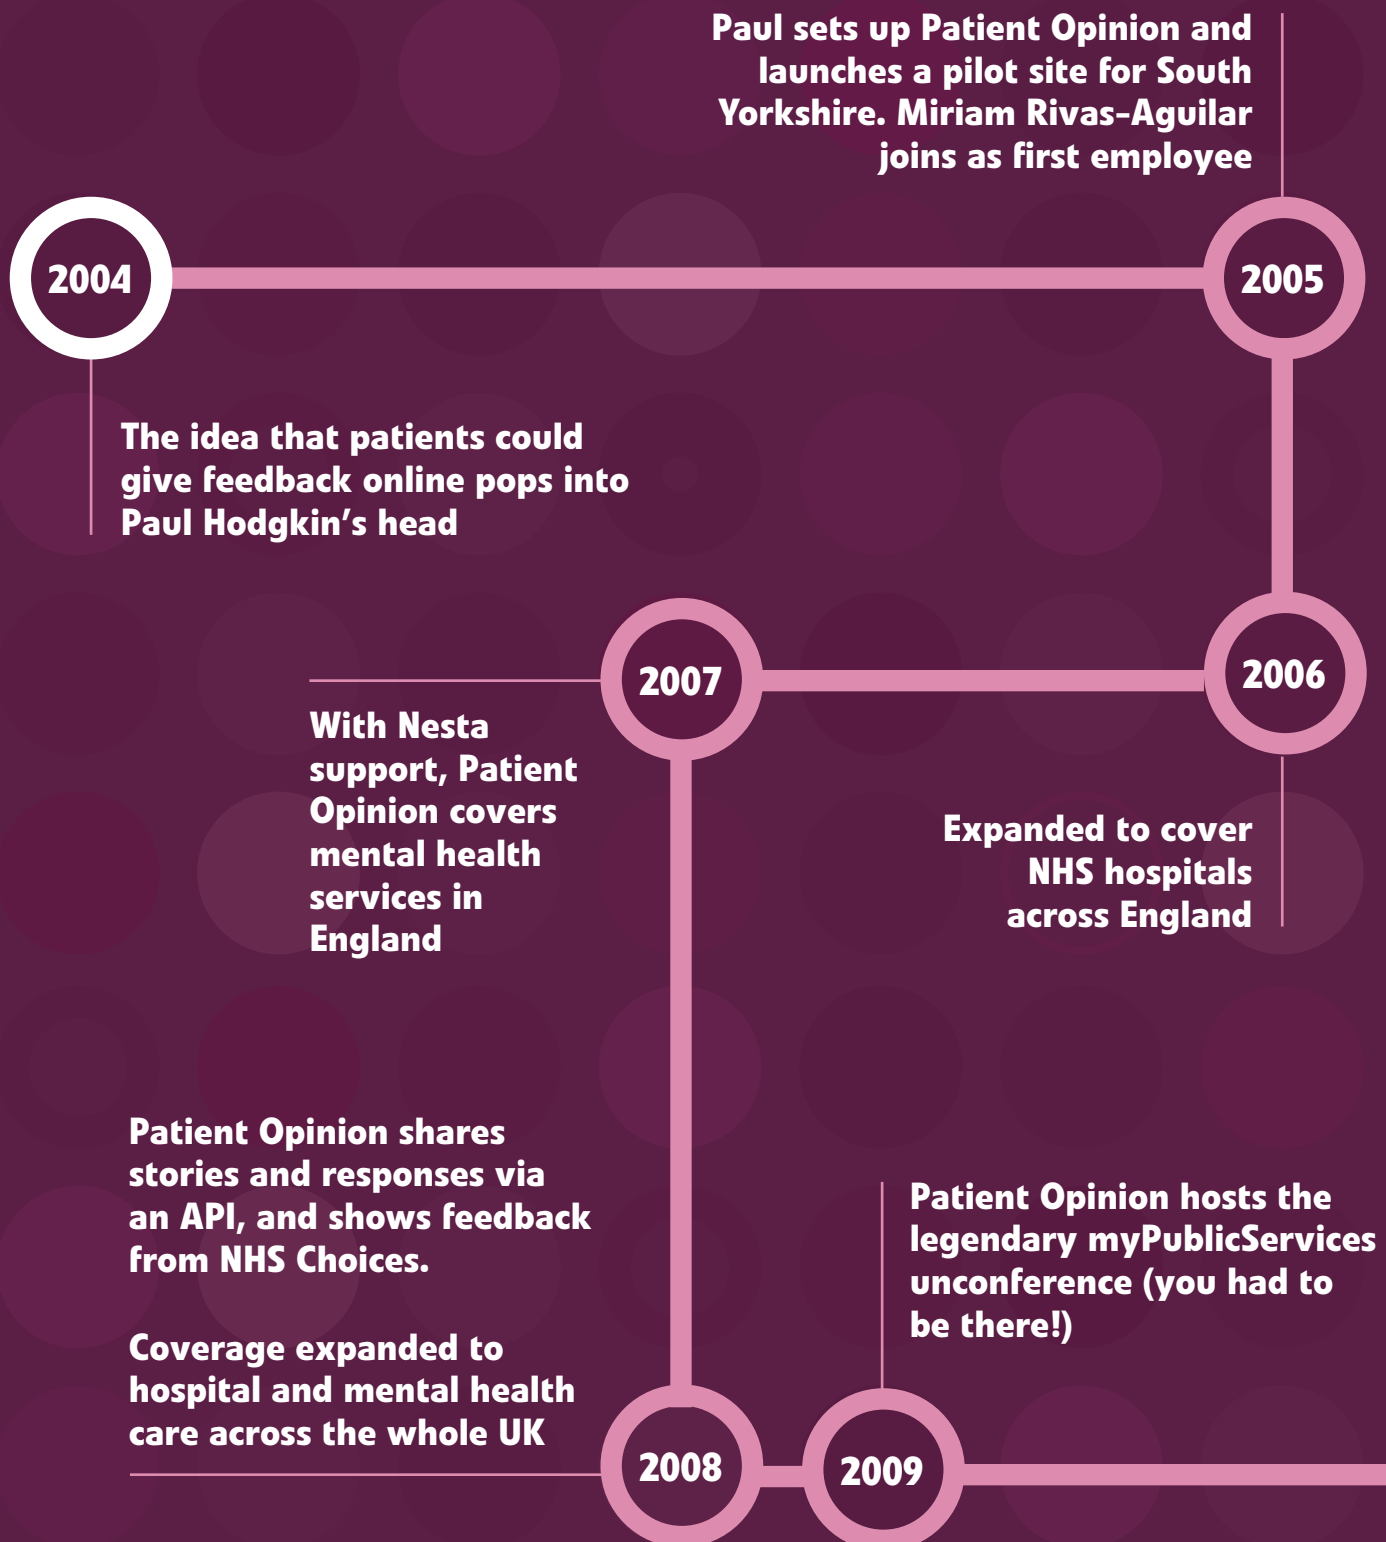 2004
The idea that patients could
give feedback online pops into
Paul Hodgkin’s head
Paul sets up Patient Opinion and
launches a pilot site for South
Yorkshire. Miriam Rivas-Aguilar
joins as first employee
2005
2006
Expanded to cover
NHS hospitals
across England
2007
With Nesta
support, Patient
Opinion covers
mental health
services in
England
Patient Opinion shares
stories and responses via
an API, and shows feedback
from NHS Choices.
Coverage expanded to
hospital and mental health
care across the whole UK
2008
Patient Opinion hosts the
legendary myPublicServices
unconference (you had to
be there!)
2009